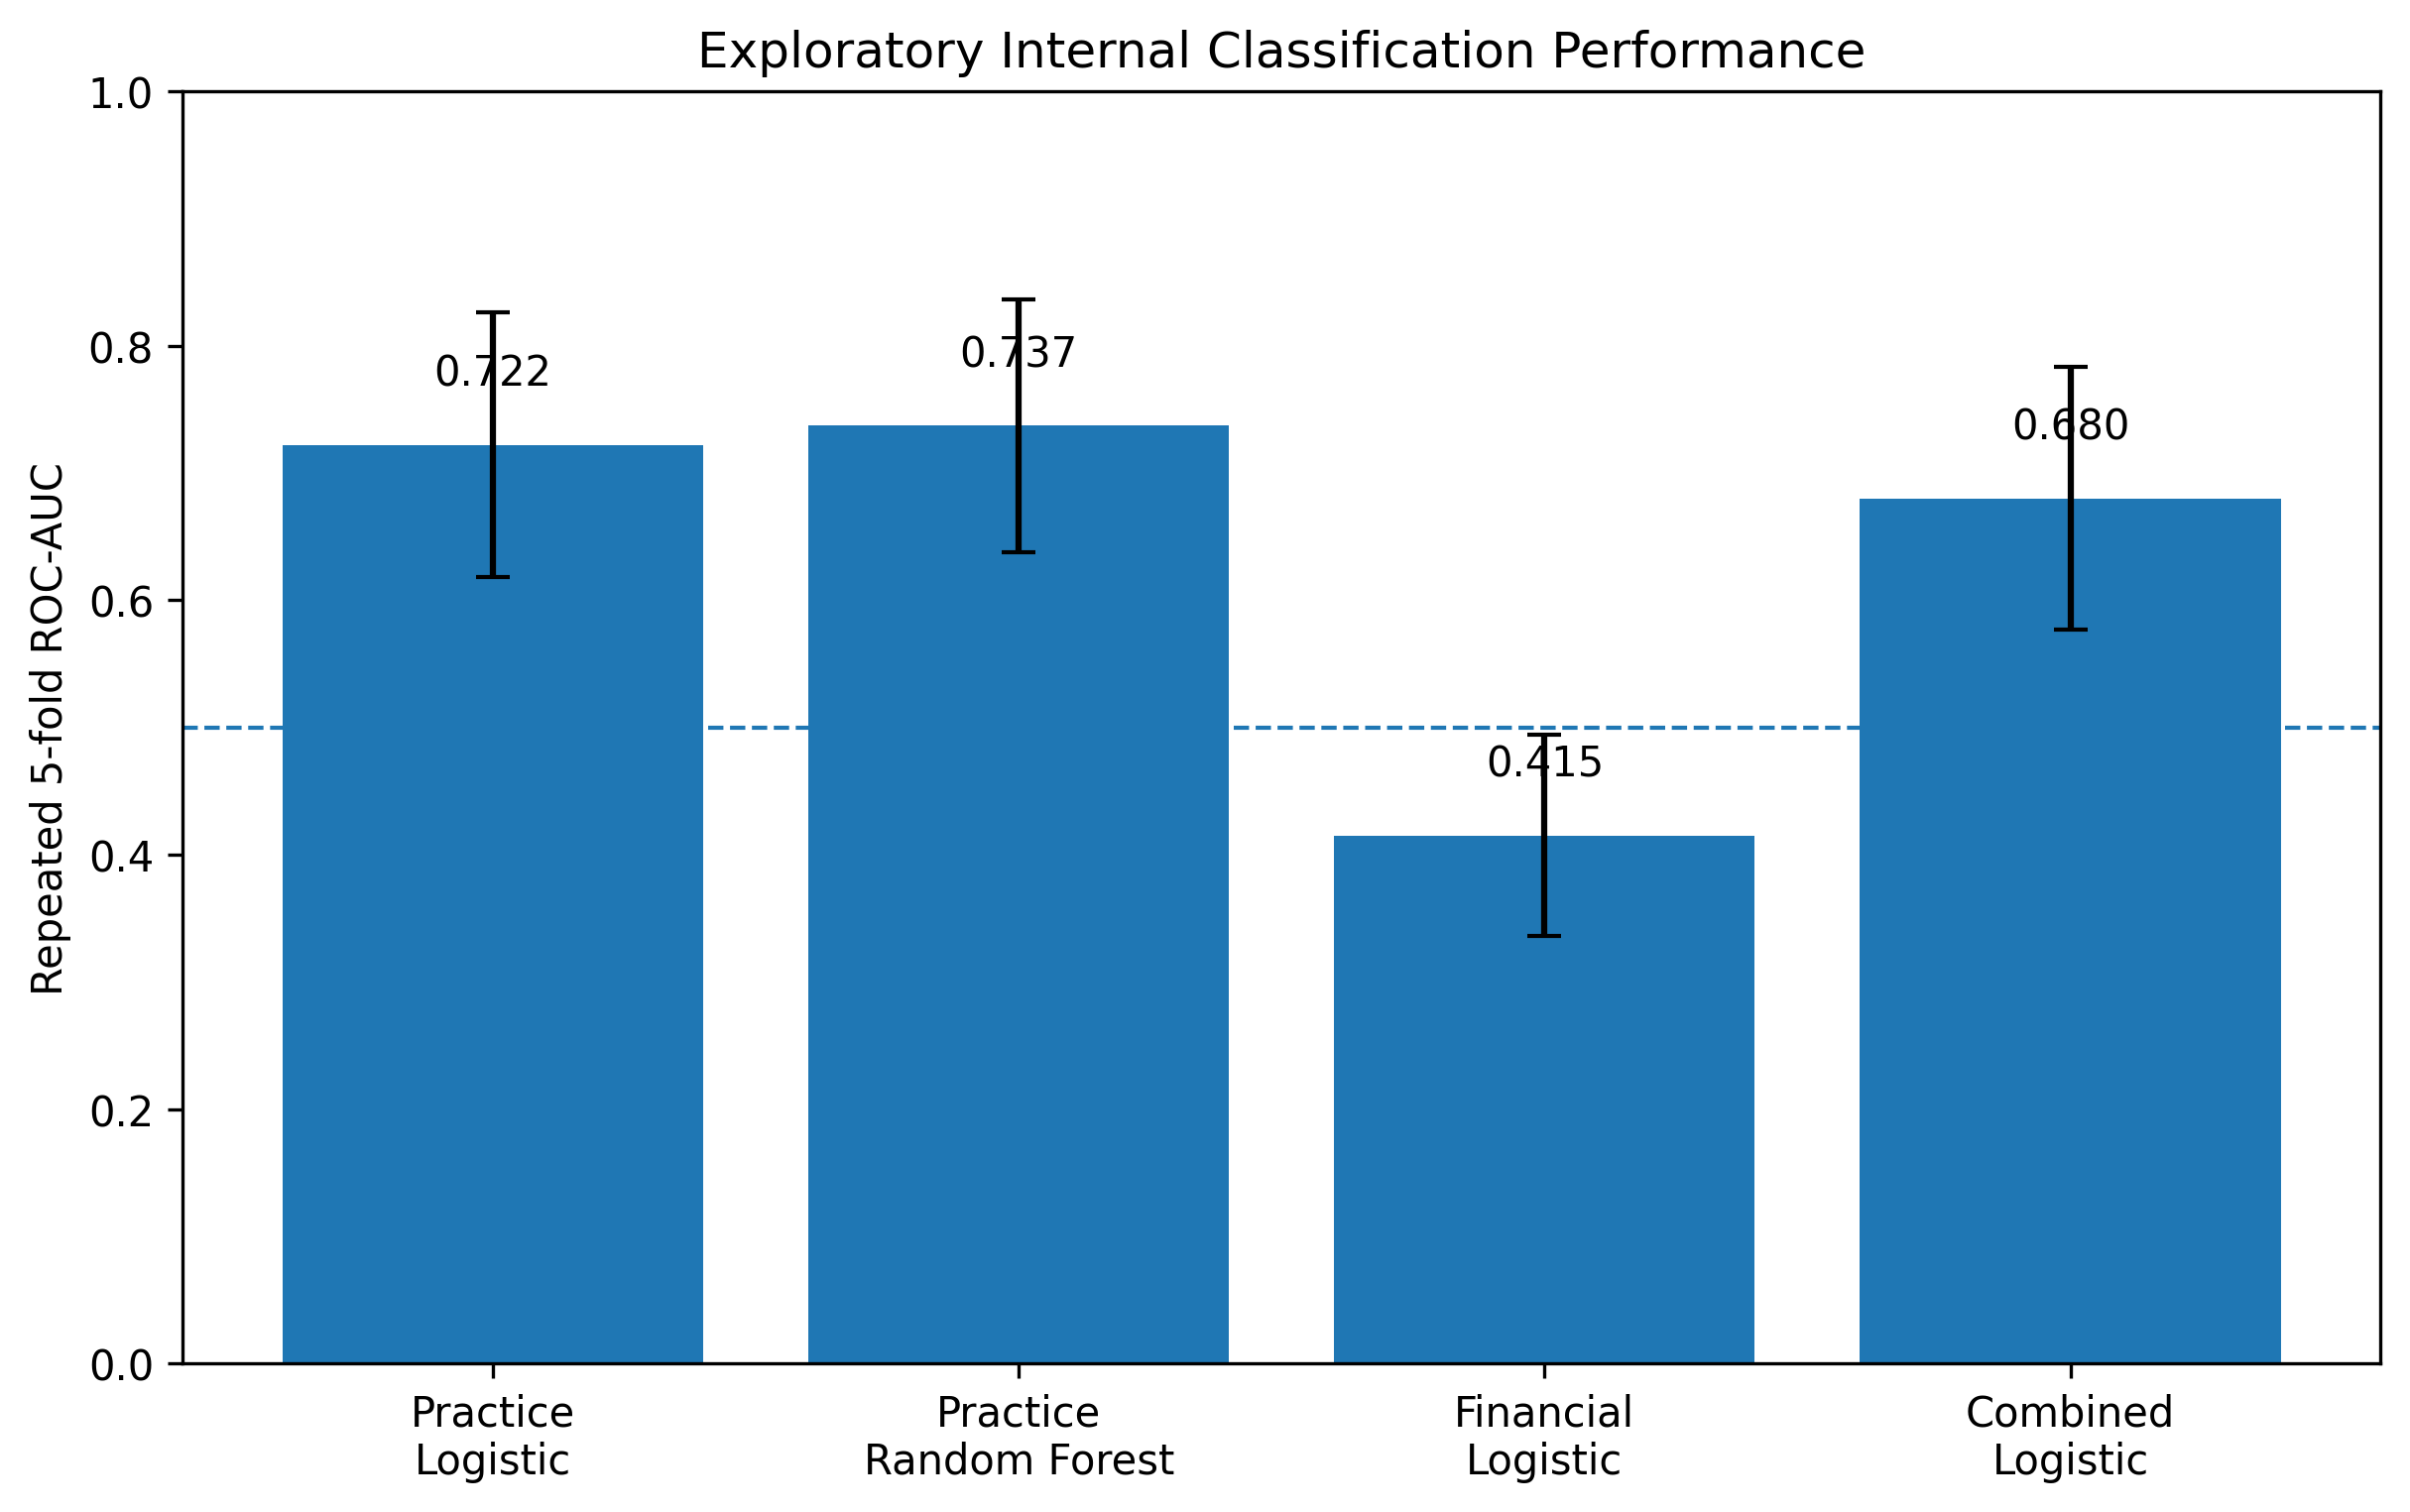 Exploratory Internal Classification Performance
Repeated 5-fold ROC-AUC
1.0
0.8
0.6
0.4
0.2
0.0
0.722
0.737
0.415
0.680
Practice
Logistic
Practice
Random Forest
Financial
Logistic
Combined
Logistic